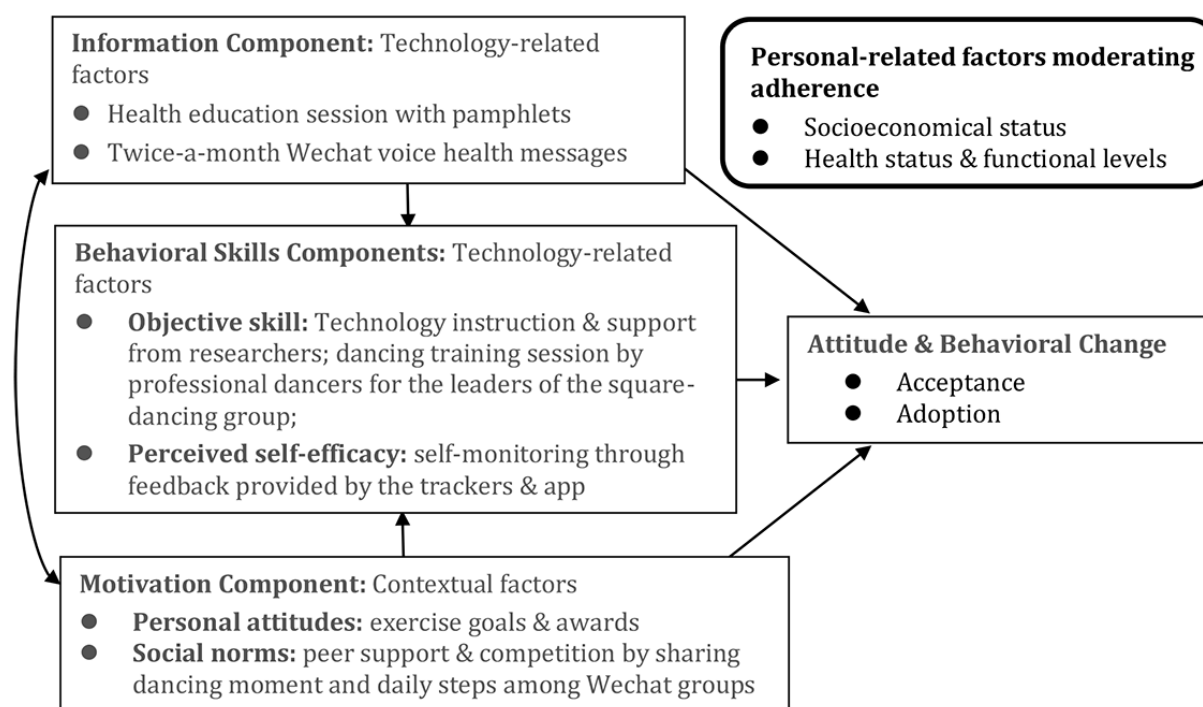 Information Component: Technology-related
factors
● Health education session with pamphlets
● Twice-a-month Wechat voice health messages
Personal-related factors moderating
adherence
● Socioeconomical status
● Health status & functional levels
Behavioral Skills Components: Technology-related
factors
● Objective skill: Technology instruction & support
from researchers; dancing training session by
professional dancers for the leaders of the square-
dancing group;
● Perceived self-efficacy: self-monitoring through
feedback provided by the trackers & app
Attitude & Behavioral Change
● Acceptance
● Adoption
Motivation Component: Contextual factors
● Personal attitudes: exercise goals & awards
● Social norms: peer support & competition by sharing
dancing moment and daily steps among Wechat groups